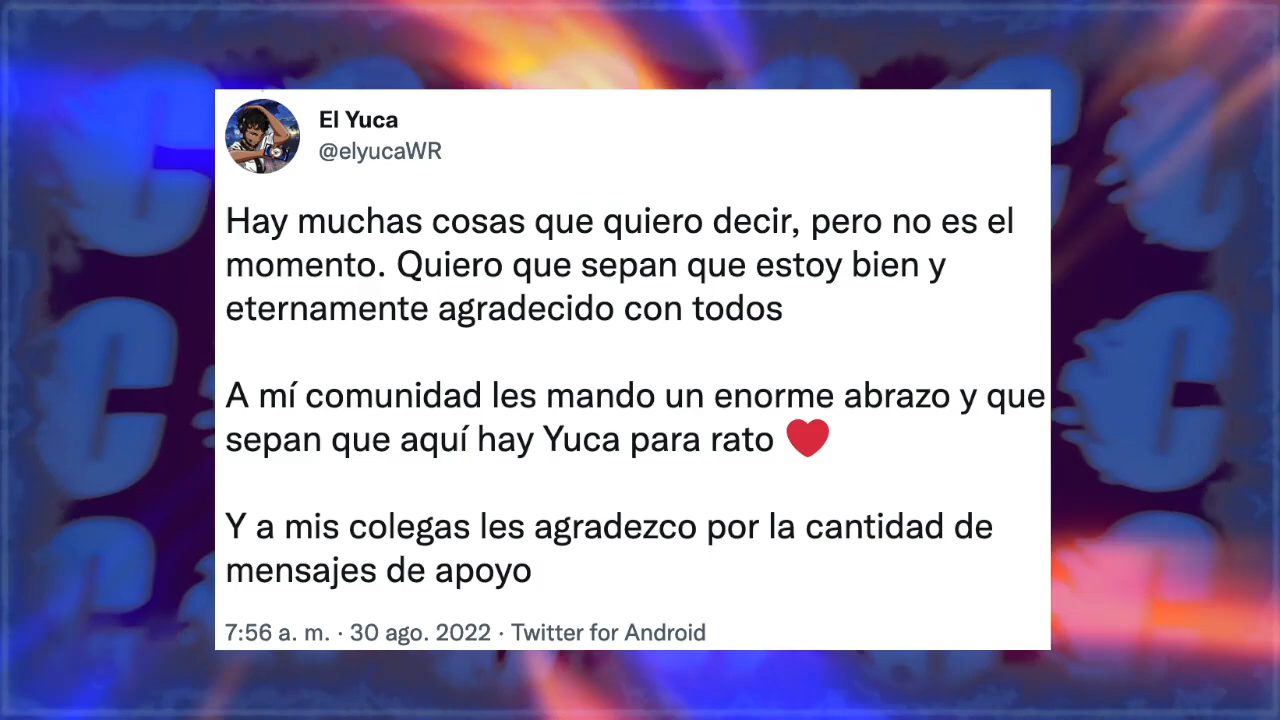 El Yuca
@elyucaWR
Hay muchas cosas que quiero decir, pero no es el
momento. Quiero que sepan que estoy bien y
eternamente agradecido con todos
A mí comunidad les mando un enorme abrazo y que
sepan que aquí hay Yuca para rato ❤️
Y a mis colegas les agradezco por la cantidad de
mensajes de apoyo
7:56 a. m. · 30 ago. 2022 · Twitter for Android